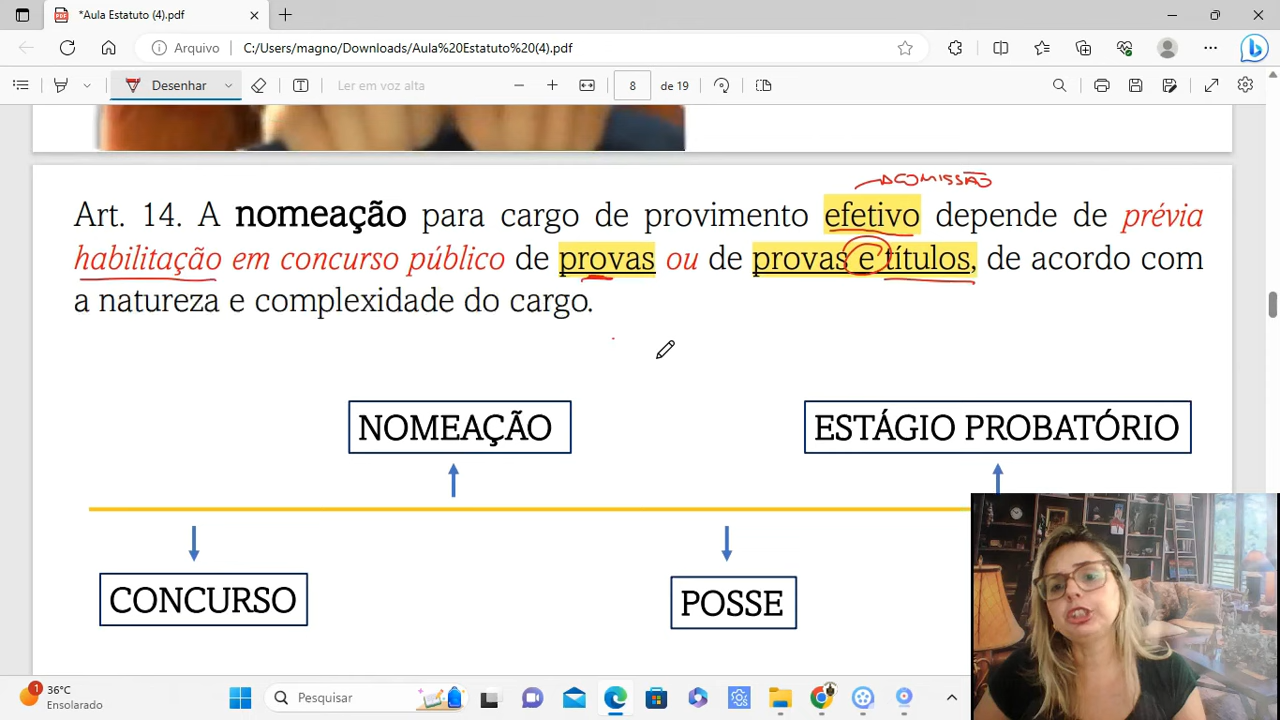 *Aula Estatuto (4).pdf
Arquivo
C:/Users/magno/Downloads/Aula%20Estatuto%20(4).pdf
Desenhar
Ler em voz alta
8
de 19
COMISSÃO
Art. 14. A nomeação para cargo de provimento efetivo depende de prévia
habilitação em concurso público de provas ou de provas e títulos, de acordo com
a natureza e complexidade do cargo.
NOMEAÇÃO
ESTÁGIO PROBATÓRIO
CONCURSO
POSSE
1
36°C
Ensolarado
Pesquisar